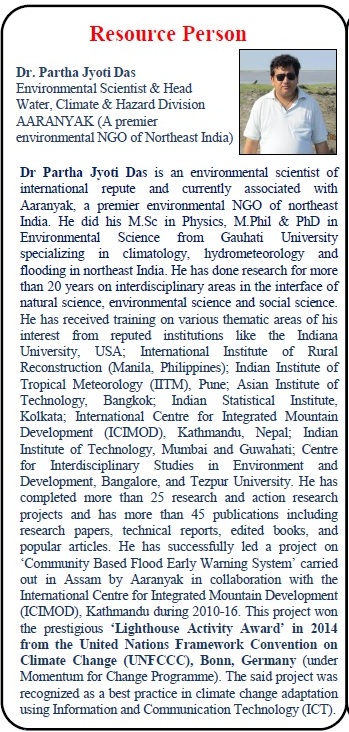 Resource Person
Dr. Partha Jyoti Das
Environmental Scientist & Head
Water, Climate & Hazard Division
AARANYAK (A premier
environmental NGO of Northeast India)
Dr Partha Jyoti Das is an environmental scientist of
international repute and currently associated with
Aaranyak, a premier environmental NGO of northeast
India. He did his M.Sc in Physics, M.Phil & PhD in
Environmental Science from Gauhati University
specializing in climatology, hydrometeorology and
flooding in northeast India. He has done research for more
than 20 years on interdisciplinary areas in the interface of
natural science, environmental science and social science.
He has received training on various thematic areas of his
interest from reputed institutions like the Indiana
University, USA; International Institute of Rural
Reconstruction (Manila, Philippines); Indian Institute of
Tropical Meteorology (IITM), Pune; Asian Institute of
Technology, Bangkok; Indian Statistical Institute,
Kolkata; International Centre for Integrated Mountain
Development (ICIMOD), Kathmandu, Nepal; Indian
Institute of Technology, Mumbai and Guwahati; Centre
for Interdisciplinary Studies in Environment and
Development, Bangalore, and Tezpur University. He has
completed more than 25 research and action research
projects and has more than 45 publications including
research papers, technical reports, edited books, and
popular articles. He has successfully led a project on
‘Community Based Flood Early Warning System’ carried
out in Assam by Aaranyak in collaboration with the
International Centre for Integrated Mountain Development
(ICIMOD), Kathmandu during 2010-16. This project won
the prestigious ‘Lighthouse Activity Award’ in 2014
from the United Nations Framework Convention on
Climate Change (UNFCCC), Bonn, Germany (under
Momentum for Change Programme). The said project was
recognized as a best practice in climate change adaptation
using Information and Communication Technology (ICT).